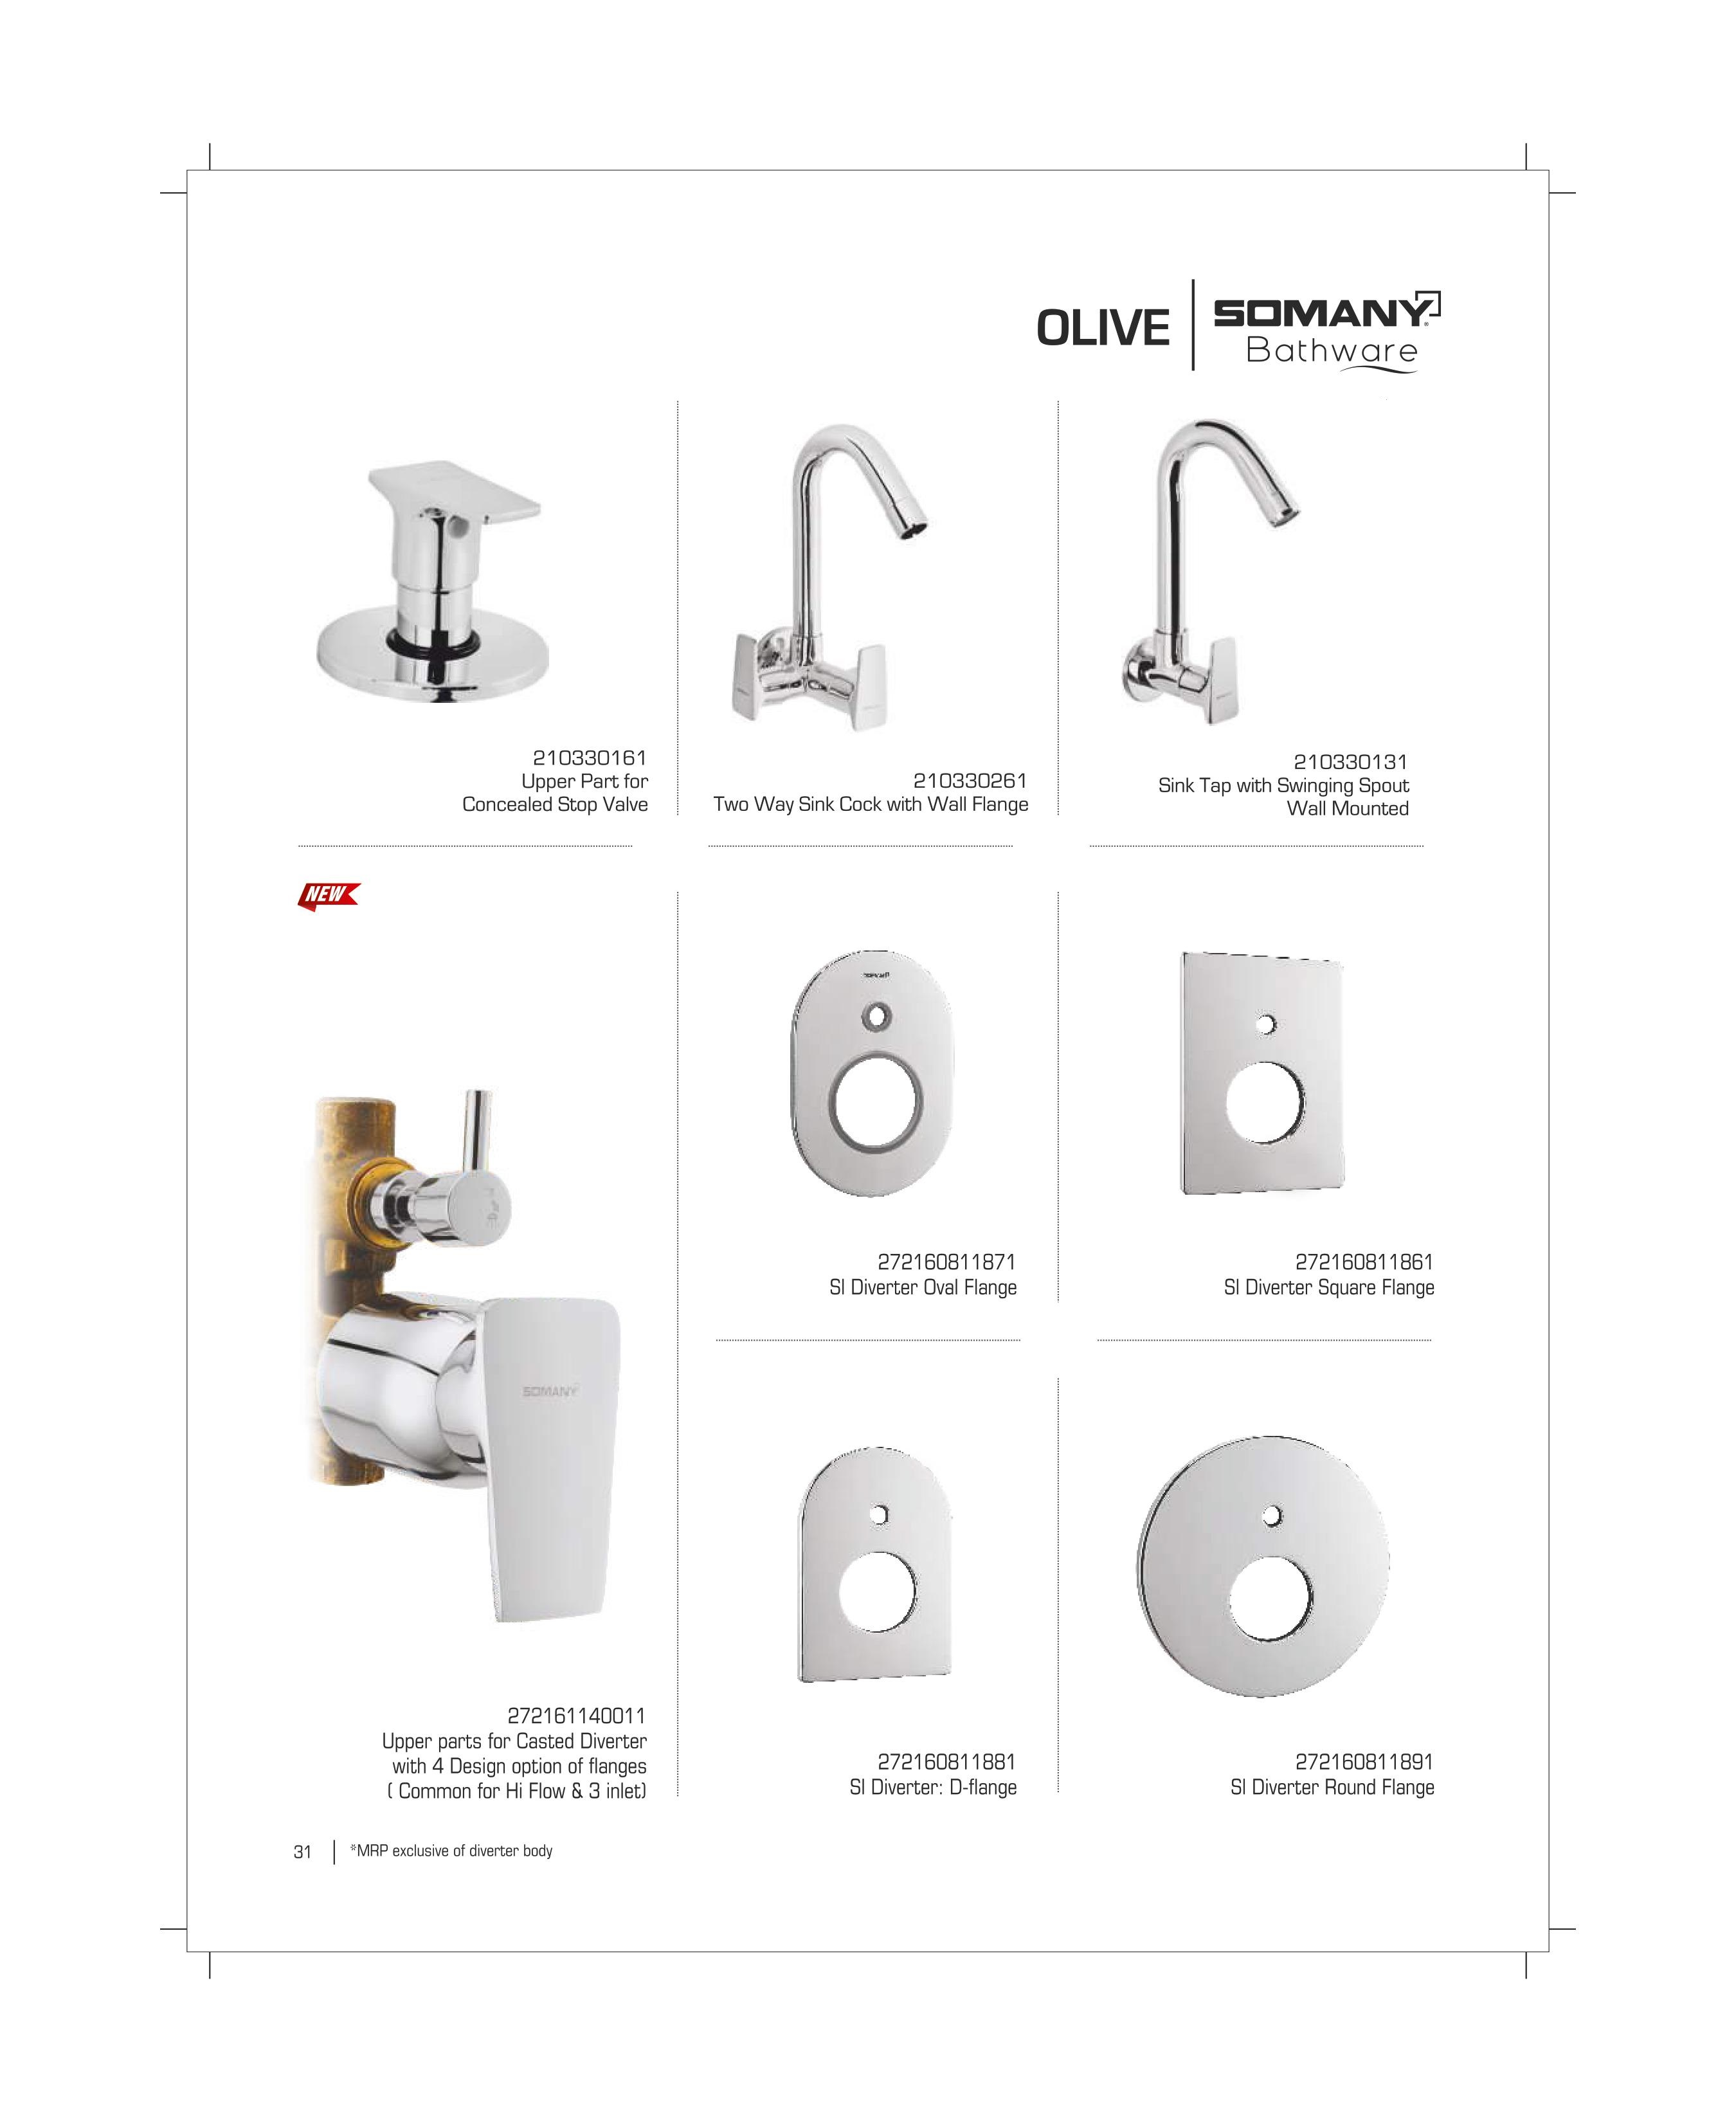 OLIVE
SOMANY
Bathware
210330161
Upper Part for
Concealed Stop Valve
210330261
Two Way Sink Cock with Wall Flange
210330131
Sink Tap with Swinging Spout
Wall Mounted
NEW
SOMANY
272161140011
Upper parts for Casted Diverter
with 4 Design option of flanges
( Common for Hi Flow & 3 inlet)
272160811871
SI Diverter Oval Flange
272160811861
SI Diverter Square Flange
272160811881
SI Diverter: D-flange
272160811891
SI Diverter Round Flange
31
*MRP exclusive of diverter body